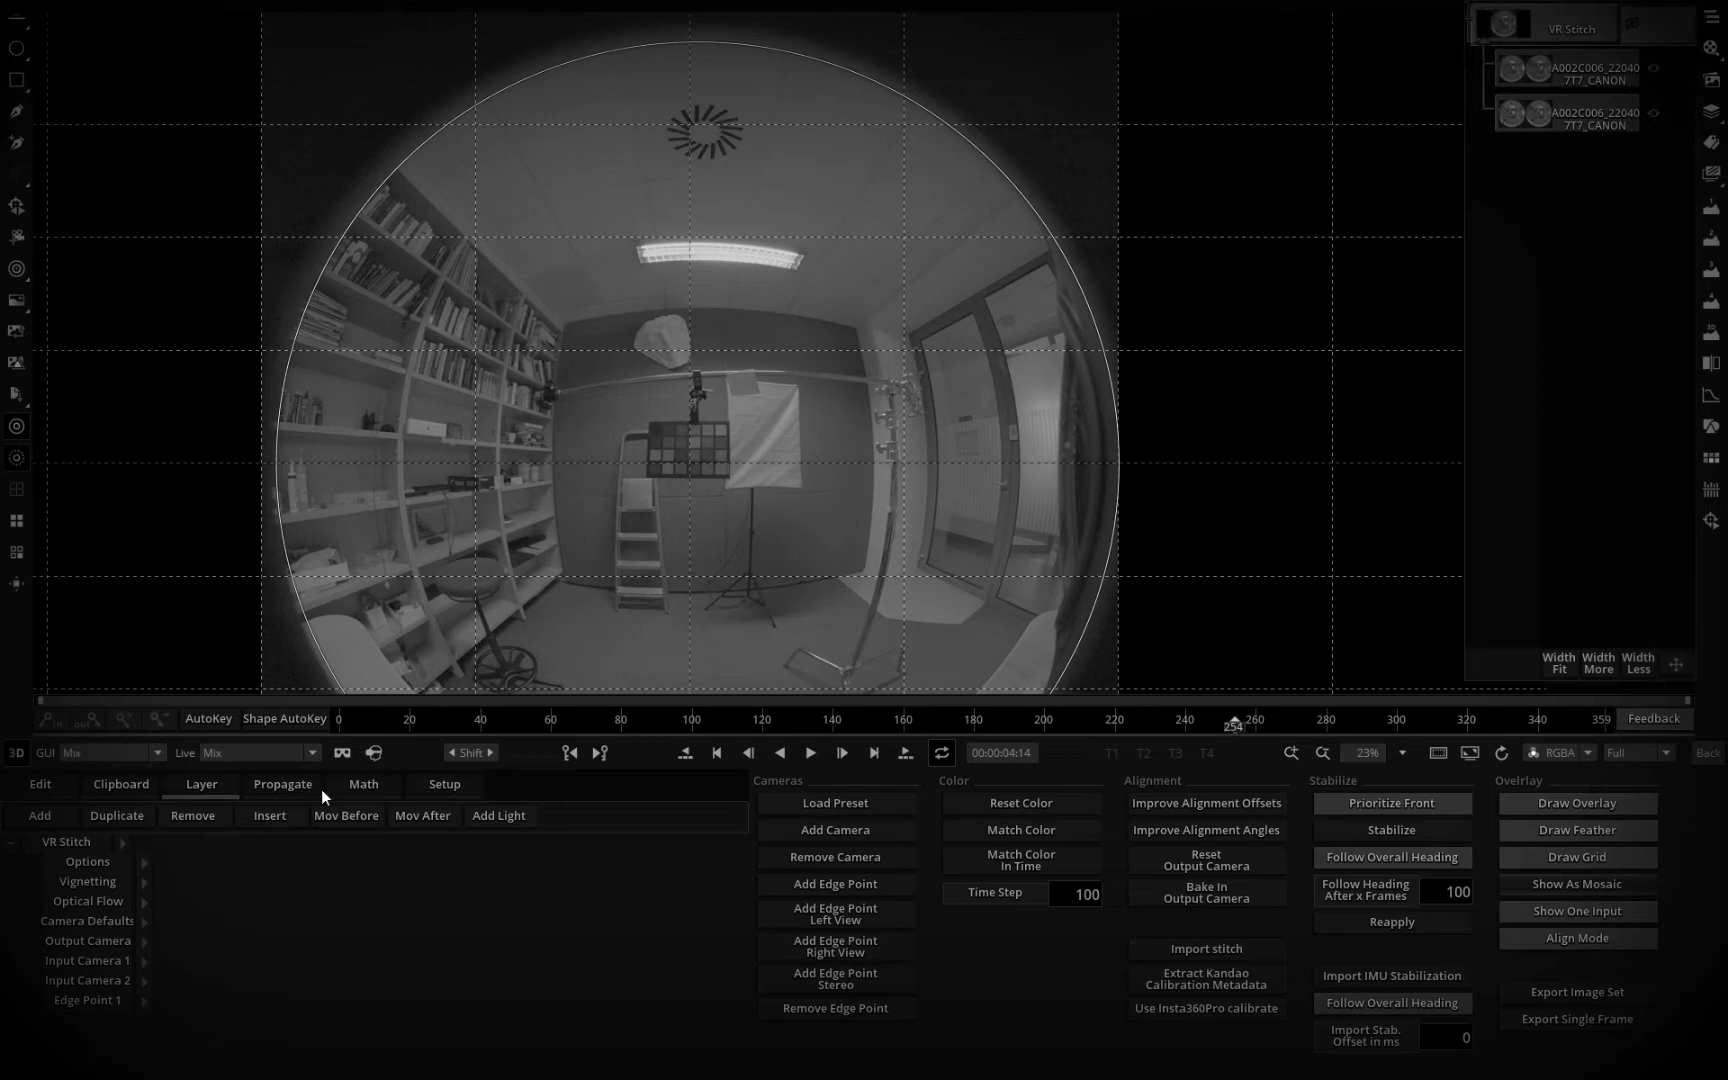 VR Stitch
A002C006_22040
7T7_CANON
A002C006_22040
7T7_CANON
Width Fit
Width More
Width Less
AutoKey
Shape AutoKey
0 20 40 60 80 100 120 140 160 180 200 220 240 254 260 280 300 320 340 359
Feedback
3D
GUI Mix
Live Mix
Shift
00:00:04:14
T1 T2 T3 T4
23%
RGBA
Full
Back
Edit Clipboard Layer Propagate Math Setup
Add Duplicate Remove Insert Mov Before Mov After Add Light
VR Stitch
Options
Vignetting
Optical Flow
Camera Defaults
Output Camera
Input Camera 1
Input Camera 2
Edge Point 1
Cameras
Load Preset
Add Camera
Remove Camera
Add Edge Point
Add Edge Point
Left View
Add Edge Point
Right View
Add Edge Point
Stereo
Remove Edge Point
Color
Reset Color
Match Color
Match Color
In Time
Time Step 100
Alignment
Improve Alignment Offsets
Improve Alignment Angles
Reset
Output Camera
Bake In
Output Camera
Import stitch
Extract Kandao
Calibration Metadata
Use Insta360Pro calibrate
Stabilize
Prioritize Front
Stabilize
Follow Overall Heading
Follow Heading
After x Frames 100
Reapply
Import IMU Stabilization
Follow Overall Heading
Import Stab.
Offset in ms 0
Overlay
Draw Overlay
Draw Feather
Draw Grid
Show As Mosaic
Show One Input
Align Mode
Export Image Set
Export Single Frame